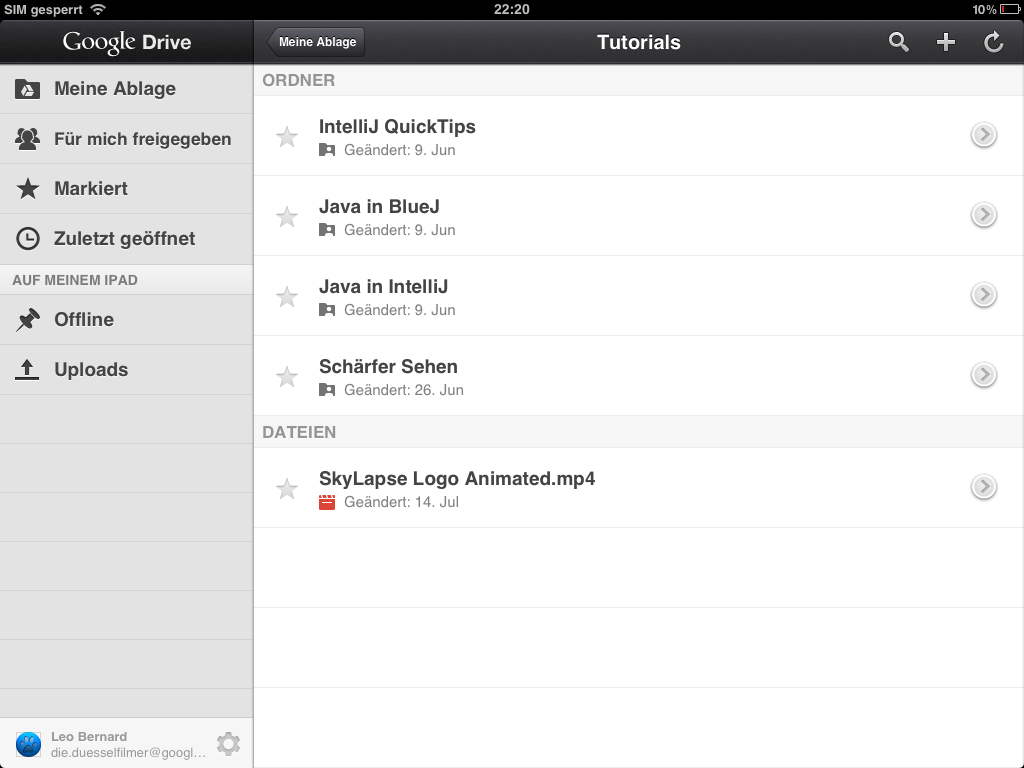 SIM gesperrt
22:20
10%
Google Drive
Meine Ablage
Für mich freigegeben
Markiert
Zuletzt geöffnet
AUF MEINEM IPAD
Offline
Uploads
Leo Bernard
die.duesselfilmer@googl...
Meine Ablage
Tutorials
ORDNER
IntelliJ QuickTips
Geändert: 9. Jun
Java in BlueJ
Geändert: 9. Jun
Java in IntelliJ
Geändert: 9. Jun
Schärfer Sehen
Geändert: 26. Jun
DATEIEN
SkyLapse Logo Animated.mp4
Geändert: 14. Jul